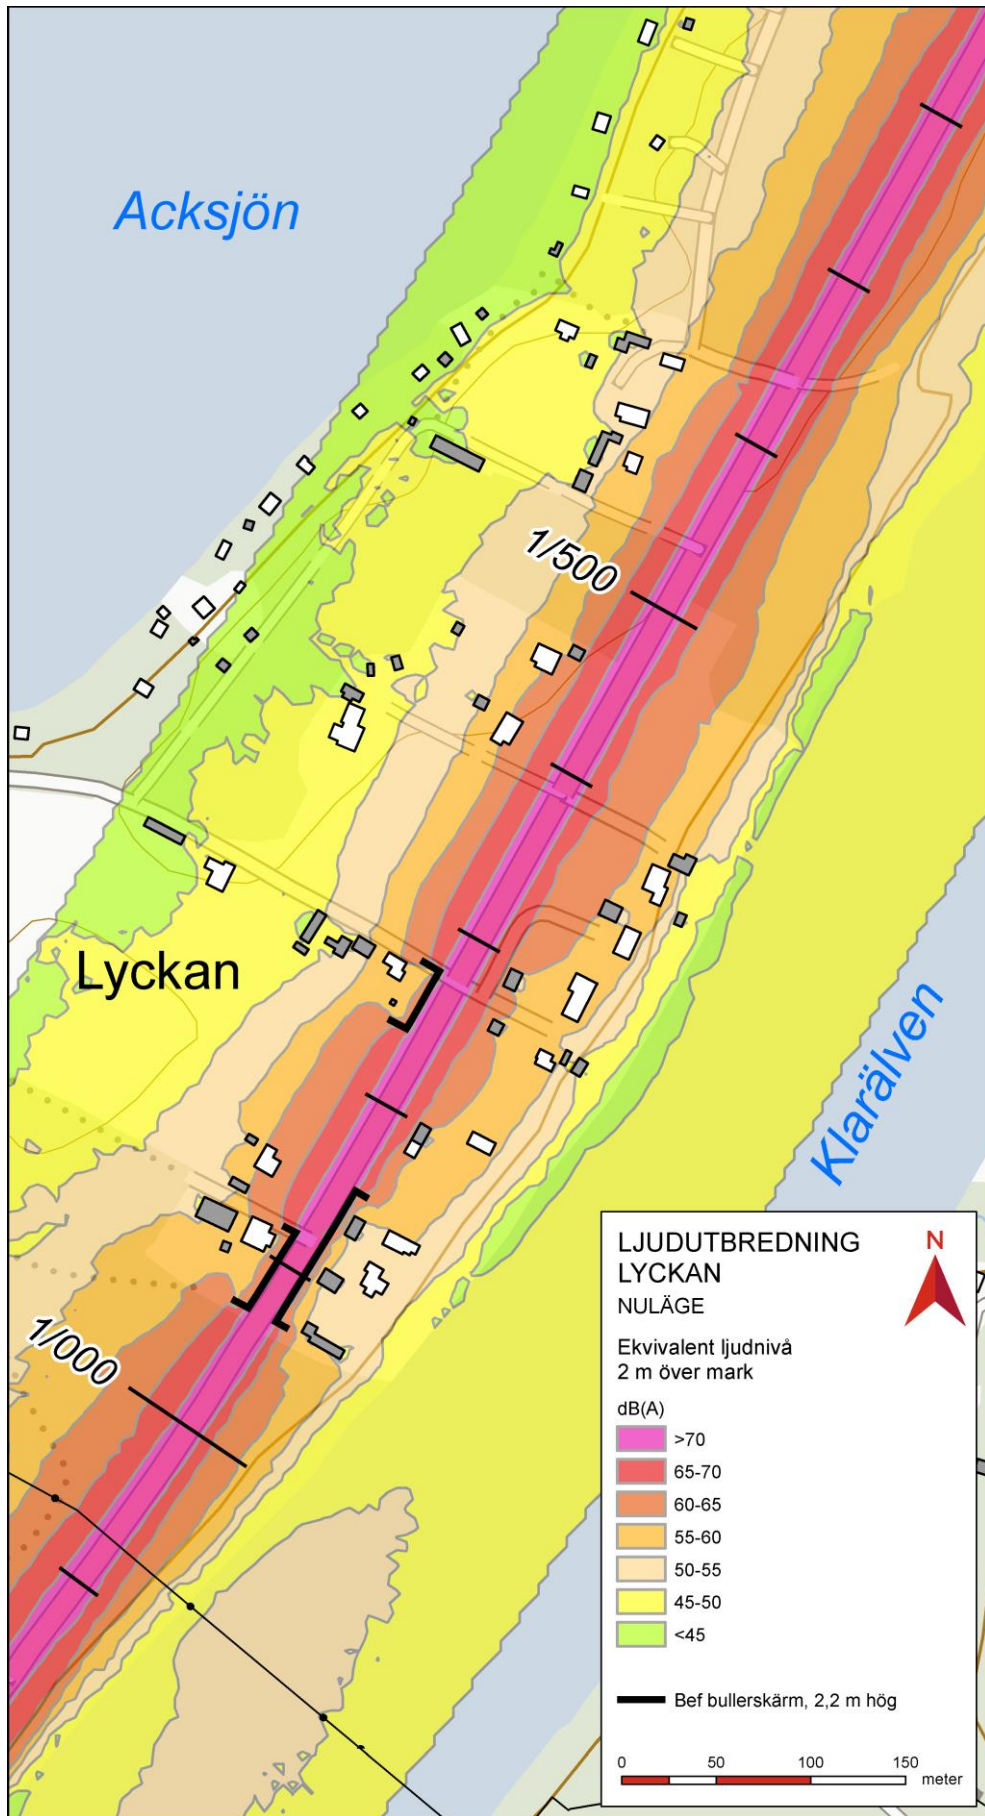 Acksjön
1/500
Lyckan
Klarälven
1/000
LJUDUTBREDNING
LYCKAN
NULÄGE
N
Ekvivalent ljudnivå
2 m över mark
dB(A)
>70
65-70
60-65
55-60
50-55
45-50
<45
Bef bullerskärm, 2,2 m hög
0 50 100 150
meter